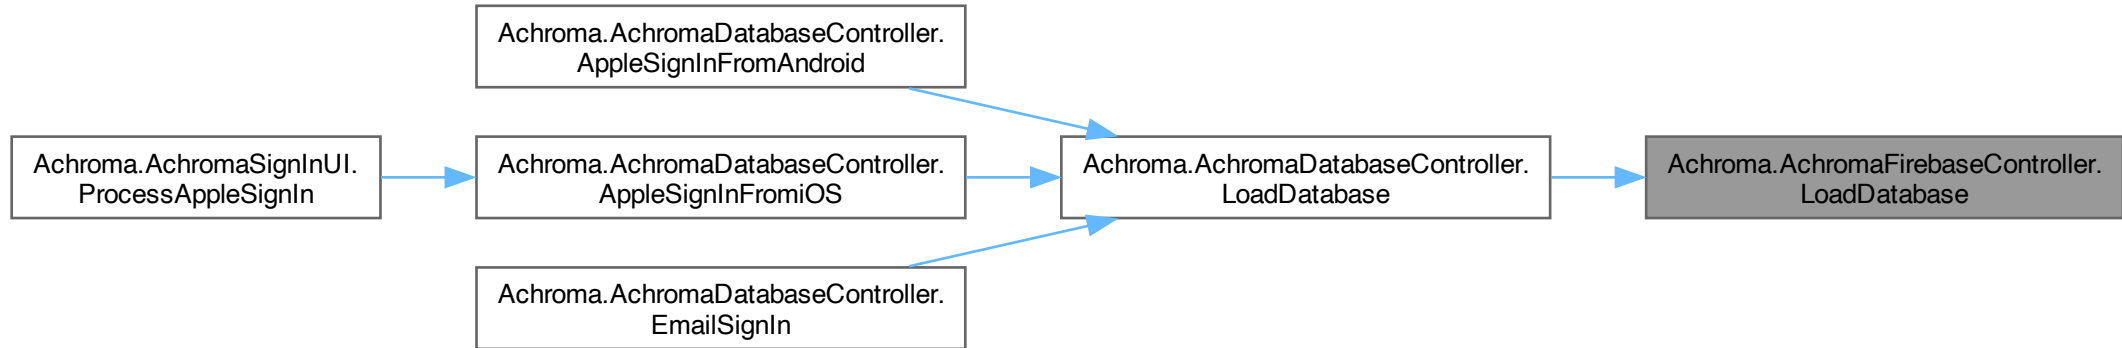 Achroma.AchromaDatabaseController.
AppleSignInFromAndroid
Achroma.AchromaSignInUI.
ProcessAppleSignIn
Achroma.AchromaDatabaseController.
AppleSignInFromiOS
Achroma.AchromaDatabaseController.
LoadDatabase
Achroma.AchromaFirebaseController.
LoadDatabase
Achroma.AchromaDatabaseController.
EmailSignIn